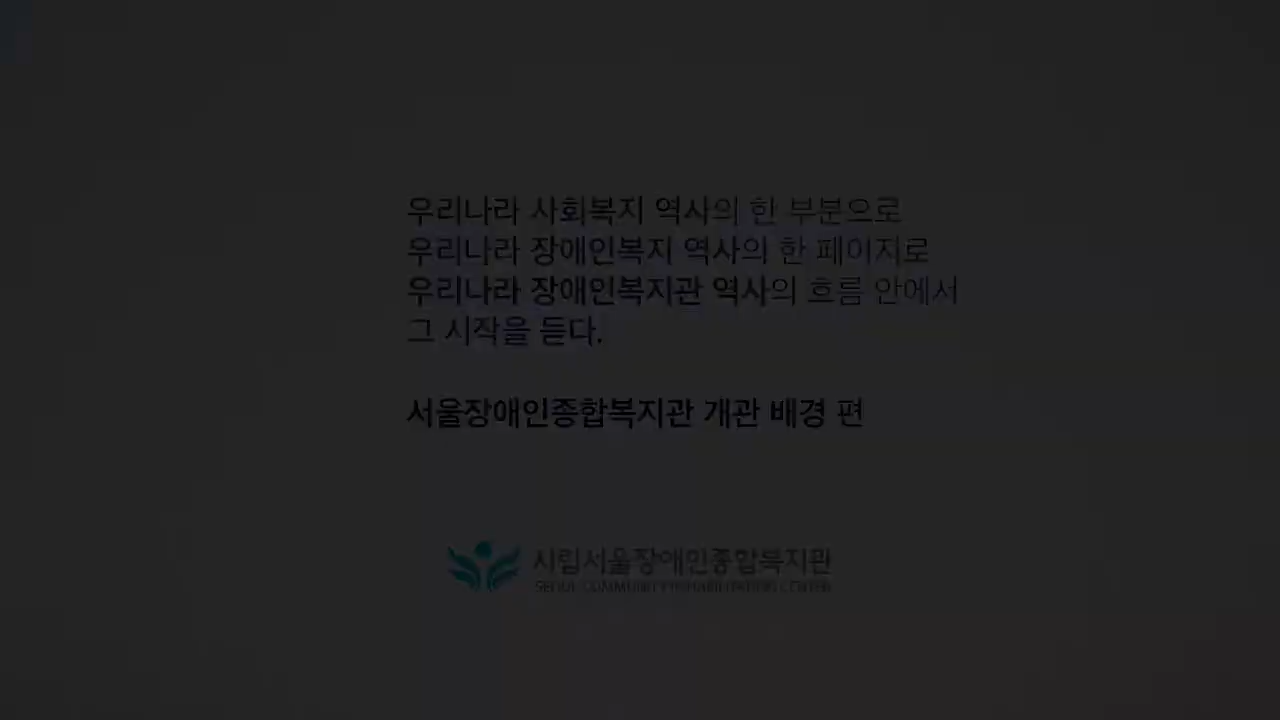 우리나라 사회복지 역사의 한 부분으로
우리나라 장애인복지 역사의 한 페이지로
우리나라 장애인복지관 역사의 흐름 안에서
그 시작을 듣다.
서울장애인종합복지관 개관 배경 편
시립서울장애인종합복지관
SEOUL COMMUNITY REHABILITATION CENTER